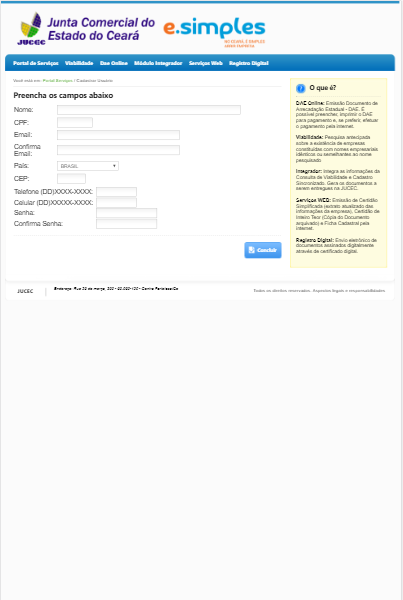 JUCEC
Junta Comercial do
Estado do Ceará
e.simples
NO CEARÁ, É SIMPLES
ABRIR EMPRESA
Portal de Serviços Viabilidade Dae Online Módulo Integrador Serviços Web Registro Digital
Você está em: Portal Serviços / Cadastrar Usuário
Preencha os campos abaixo
Nome:
CPF:
Email:
Confirma
Email:
País: BRASIL
CEP:
Telefone (DD)XXXX-XXXX:
Celular (DD)XXXX-XXXX:
Senha:
Confirma Senha:
Concluir
O que é?
DAE Online: Emissão Documento de
Arrecadação Estadual - DAE. É
possível preencher, imprimir o DAE
para pagamento e, se preferir, efetuar
o pagamento pela internet.
Viabilidade: Pesquisa antecipada
sobre a existência de empresas
constituídas com nomes empresariais
idênticos ou semelhantes ao nome
pesquisado.
Integrador: Integra as informações da
Consulta de Viabilidade e Cadastro
Sincronizado. Gera os documentos a
serem entregues na JUCEC.
Serviços WEB: Emissão de Certidão
Simplificada (extrato atualizado das
informações da empresa), Certidão de
Inteiro Teor (Cópia do Documento
arquivado) e Ficha Cadastral pela
internet.
Registro Digital: Envio eletrônico de
documentos assinados digitalmente
através de certificado digital.
JUCEC
Endereço: Rua 25 de março, 300 -
Centro Fortaleza/Ce
Todos os direitos reservados. Aspectos legais e responsabilidades